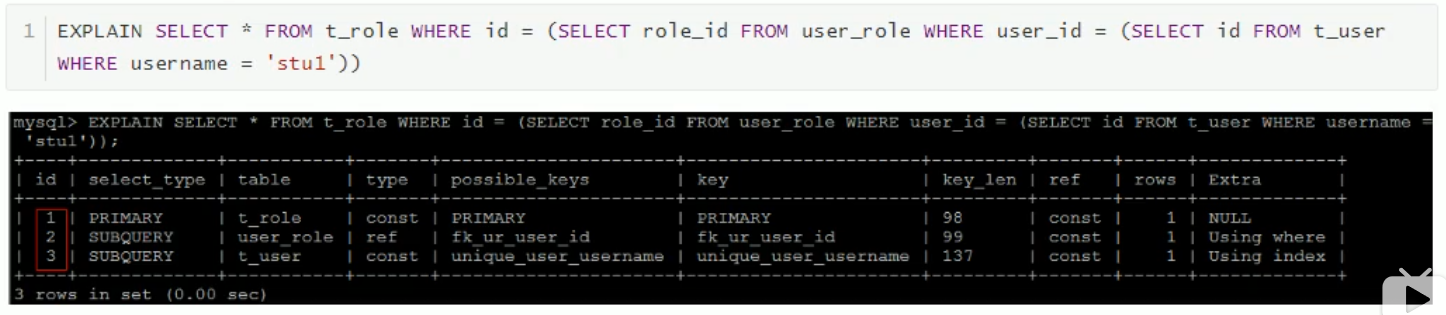 1 EXPLAIN SELECT * FROM t_role WHERE id = (SELECT role_id FROM user_role WHERE user_id = (SELECT id FROM t_user
WHERE username = 'stu1'))
mysql> EXPLAIN SELECT * FROM t_role WHERE id = (SELECT role_id FROM user_role WHERE user_id = (SELECT id FROM t_user WHERE username =
'stu1'));
+----+-------------+-----------+-------+----------------------+----------------------+---------+-------+------+-------------+
| id | select_type | table     | type  | possible_keys        | key                  | key_len | ref   | rows | Extra       |
+----+-------------+-----------+-------+----------------------+----------------------+---------+-------+------+-------------+
| 1 | PRIMARY     | t_role    | const | PRIMARY              | PRIMARY              | 98      | const | 1 | NULL        |
| 2 | SUBQUERY    | user_role | ref   | fk_ur_user_id        | fk_ur_user_id        | 99      | const | 1 | Using where |
| 3 | SUBQUERY    | t_user    | const | unique_user_username | unique_user_username | 137     | const | 1 | Using index |
+----+-------------+-----------+-------+----------------------+----------------------+---------+-------+------+-------------+
3 rows in set (0.00 sec)